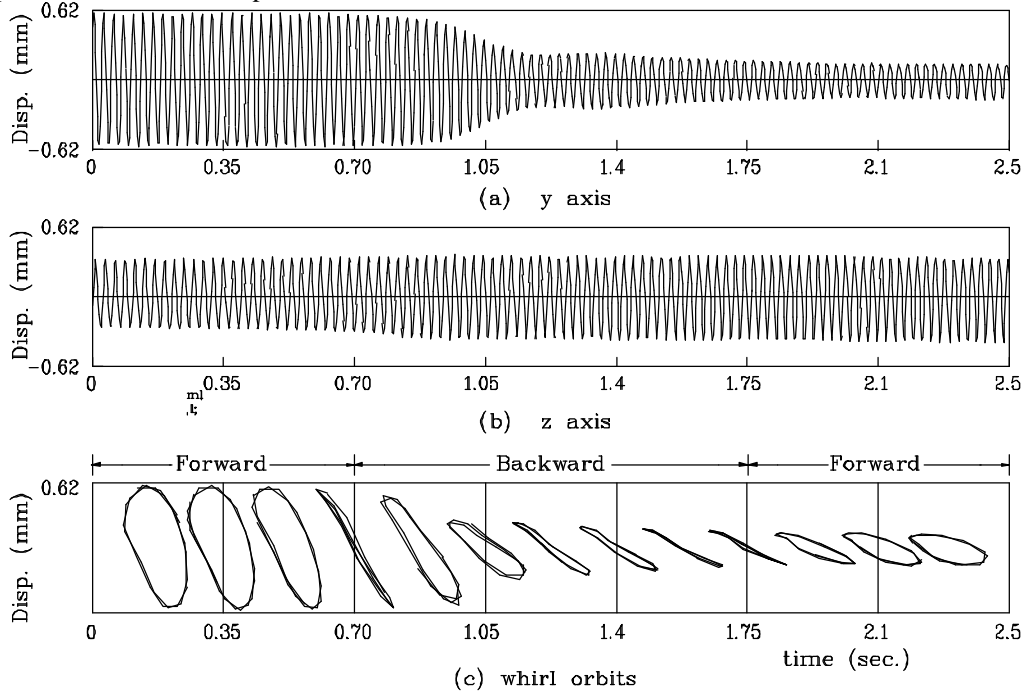 0.62
Disp. (mm)
-0.62
0 0.35 0.70 1.05 1.4 1.75 2.1 2.5
(a) y axis
0.62
Disp. (mm)
-0.62
0 0.35 0.70 1.05 1.4 1.75 2.1 2.5
(b) z axis
Forward Backward Forward
0.62
Disp. (mm)
0 0.35 0.70 1.05 1.4 1.75 2.1 2.5
time (sec.)
(c) whirl orbits